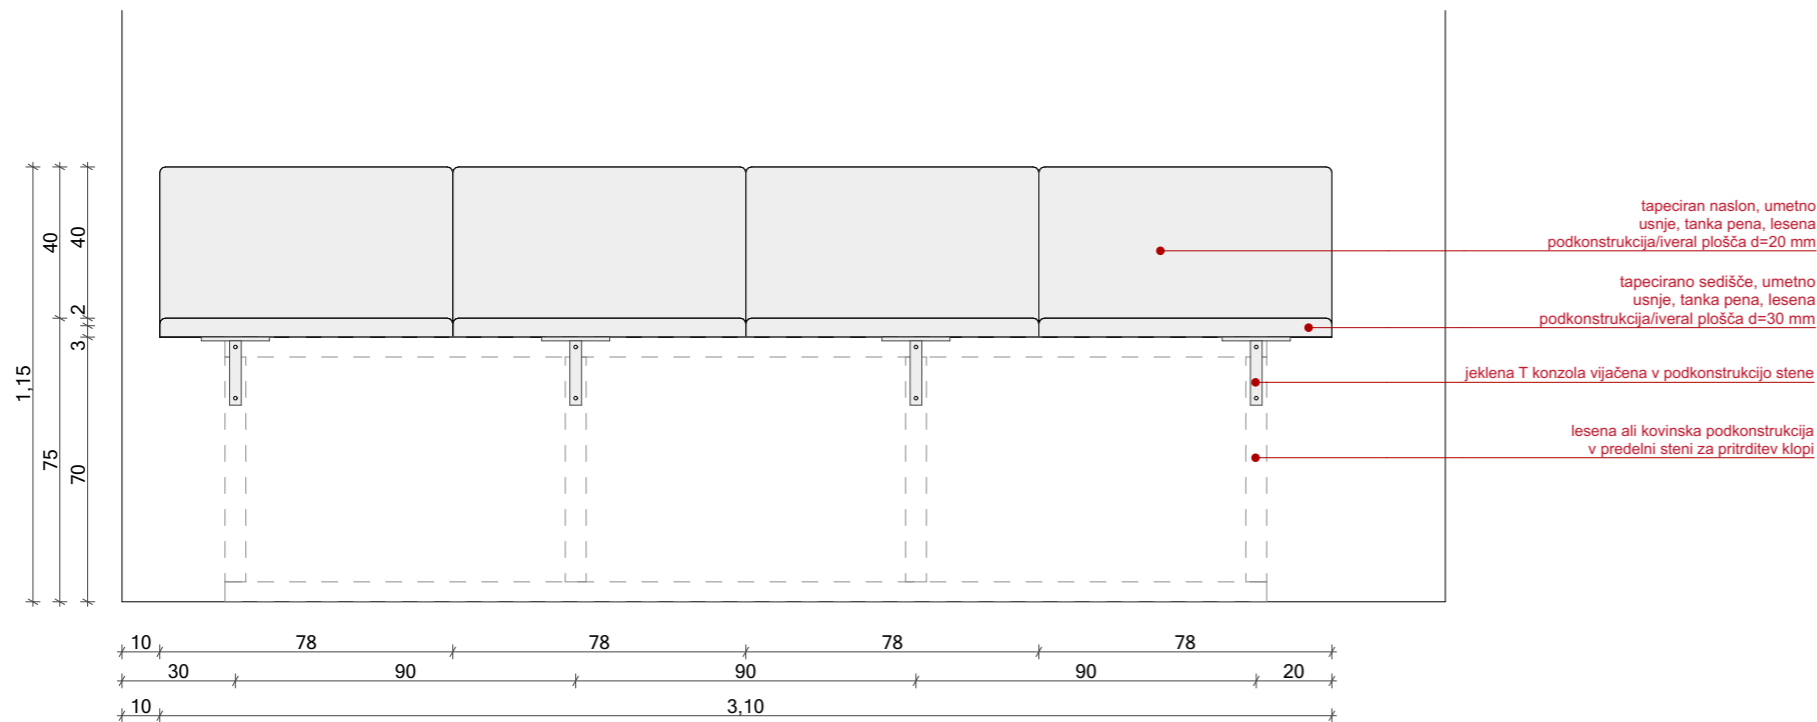 tapeciran naslon, umetno
usnje, tanka pena, lesena
podkonstrukcija/iveral plošča d=20 mm
tapecirano sedišče, umetno
usnje, tanka pena, lesena
podkonstrukcija/iveral plošča d=30 mm
jeklena T konzola vijačena v podkonstrukcijo stene
lesena ali kovinska podkonstrukcija
v predelni steni za pritrditev klopi
1,15
40
75
40
2
3
70
10 78 78 78 78
30 90 90 90 20
10 3,10